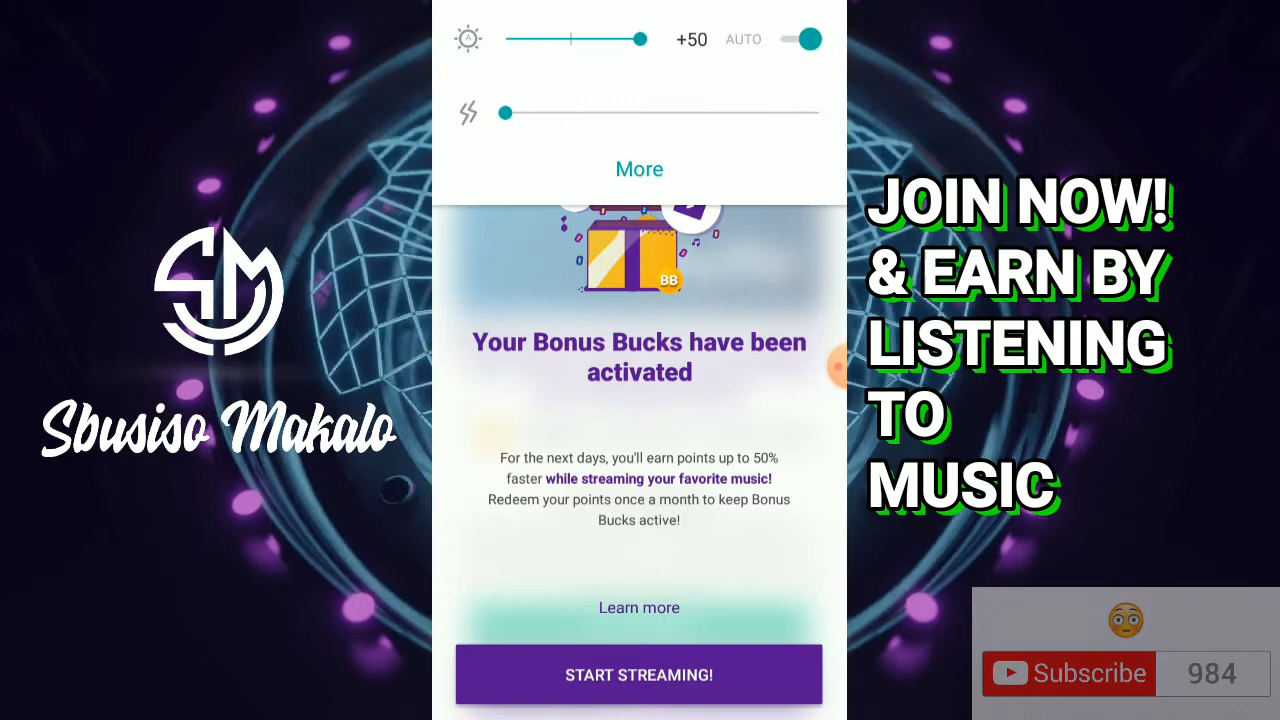 SM
Sbusiso Makalo
A
+50
AUTO
More
BB
Your Bonus Bucks have been
activated
For the next days, you'll earn points up to 50%
faster while streaming your favorite music!
Redeem your points once a month to keep Bonus
Bucks active!
Learn more
START STREAMING!
JOIN NOW!
& EARN BY
LISTENING
TO
MUSIC
Subscribe
984